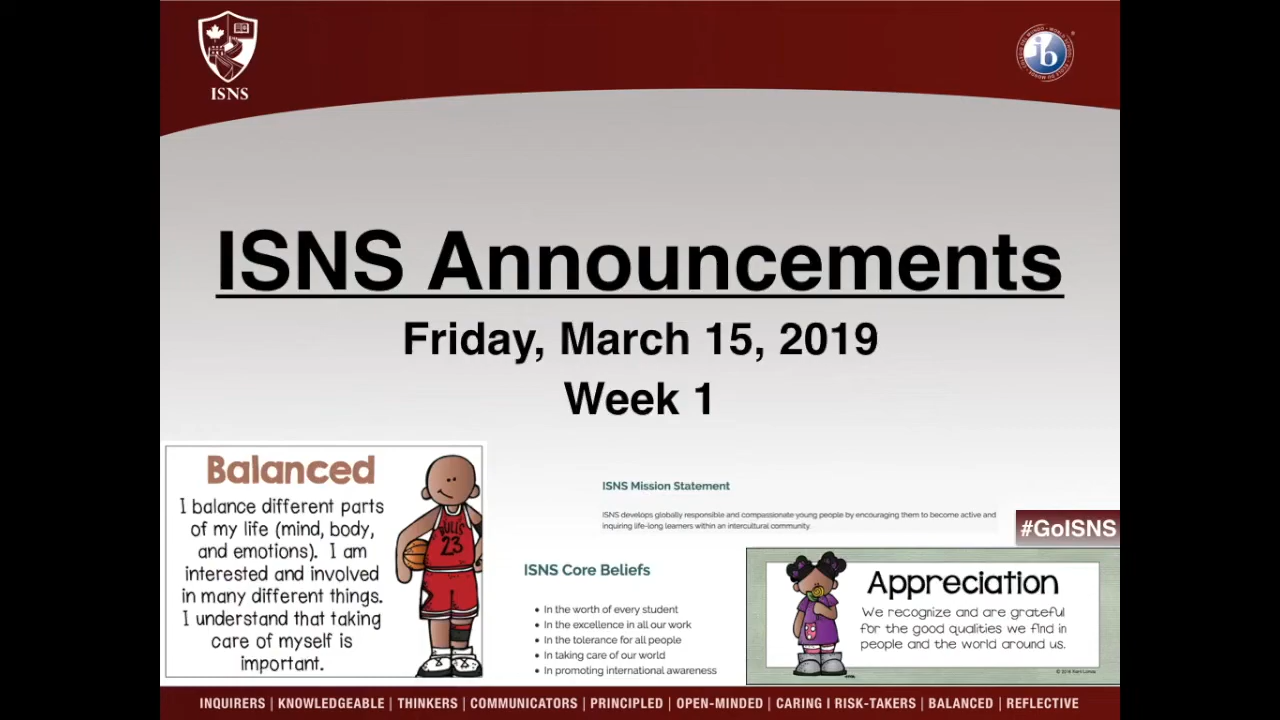 ISNS
ib
ISNS Announcements
Friday, March 15, 2019
Week 1
Balanced
I balance different parts
of my life (mind, body,
and emotions). I am
interested and involved
in many different things.
I understand that taking
care of myself is
important.
BULLS
23
ISNS Mission Statement
ISNS develops globally responsible and compassionate young people by encouraging them to become active and
inquiring life-long learners within an intercultural community.
#GoISNS
ISNS Core Beliefs
• In the worth of every student
• In the excellence in all our work
• In the tolerance for all people
• In taking care of our world
• In promoting international awareness
Appreciation
We recognize and are grateful
for the good qualities we find in
people and the world around us.
INQUIRERS | KNOWLEDGEABLE | THINKERS | COMMUNICATORS | PRINCIPLED | OPEN-MINDED | CARING I RISK-TAKERS | BALANCED | REFLECTIVE